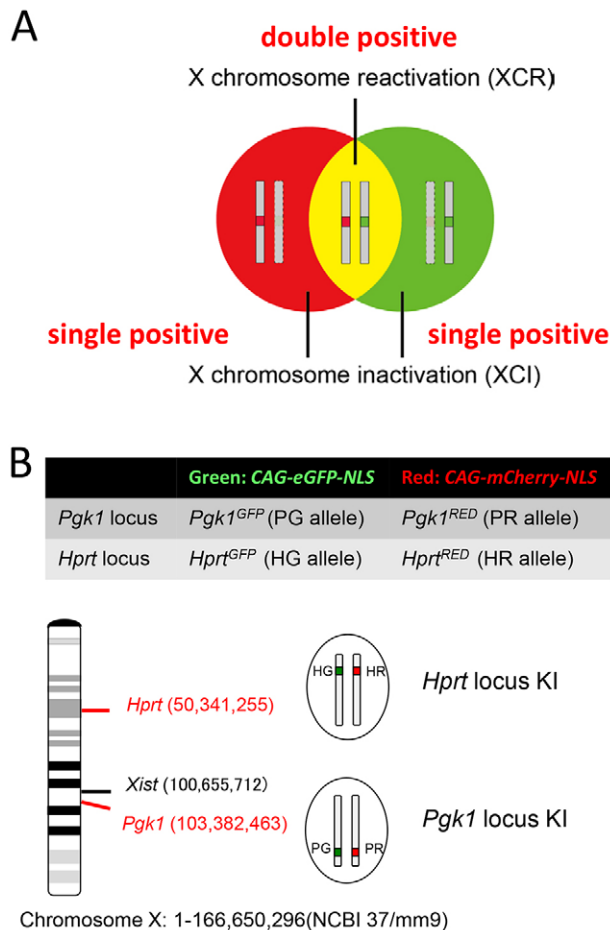 A
double positive
X chromosome reactivation (XCR)
single positive
single positive
X chromosome inactivation (XCI)
B
Green: CAG-eGFP-NLS Red: CAG-mCherry-NLS
Pgk1 locus Pgk1GFP (PG allele) Pgk1RED (PR allele)
Hprt locus HprtGFP (HG allele) HprtRED (HR allele)
HG HR
Hprt locus KI
Hprt (50,341,255)
Xist (100,655,712)
Pgk1 (103,382,463)
PG PR
Pgk1 locus KI
Chromosome X: 1-166,650,296(NCBI 37/mm9)